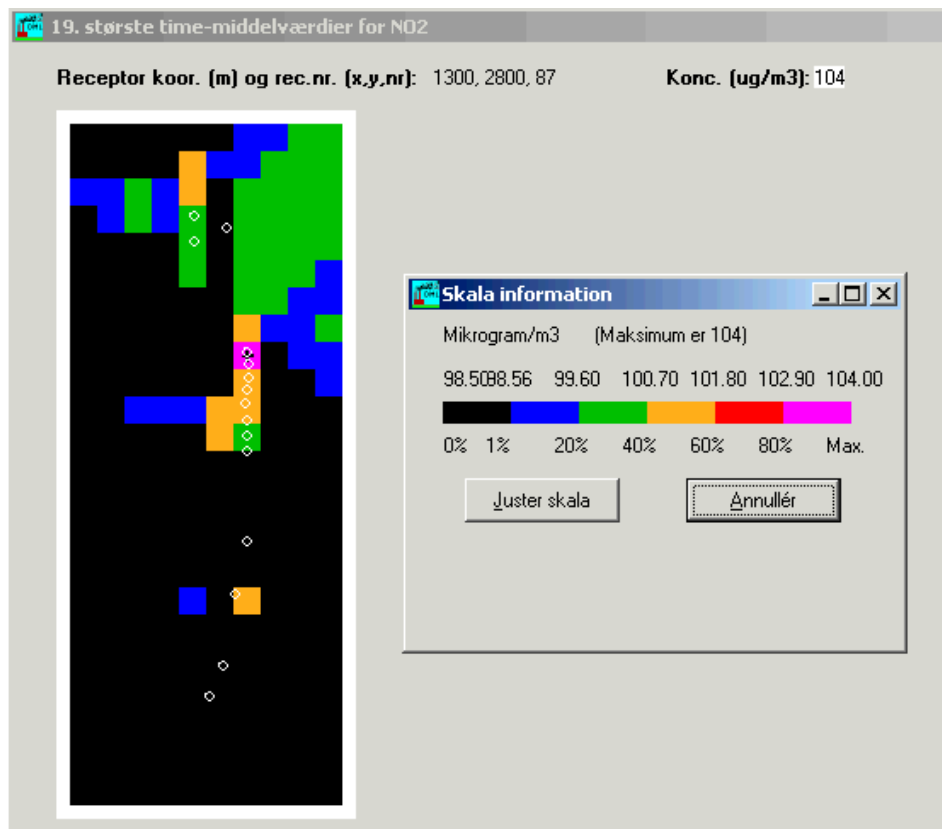 19. største time-middelværdier for NO2
Receptor koor. (m) og rec.nr. (x,y,nr): 1300, 2800, 87 Konc. (ug/m3): 104
Skala information
Mikrogram/m3 (Maksimum er 104)
98.5098.56 99.60 100.70 101.80 102.90 104.00
0% 1% 20% 40% 60% 80% Max.
Juster skala Annullér